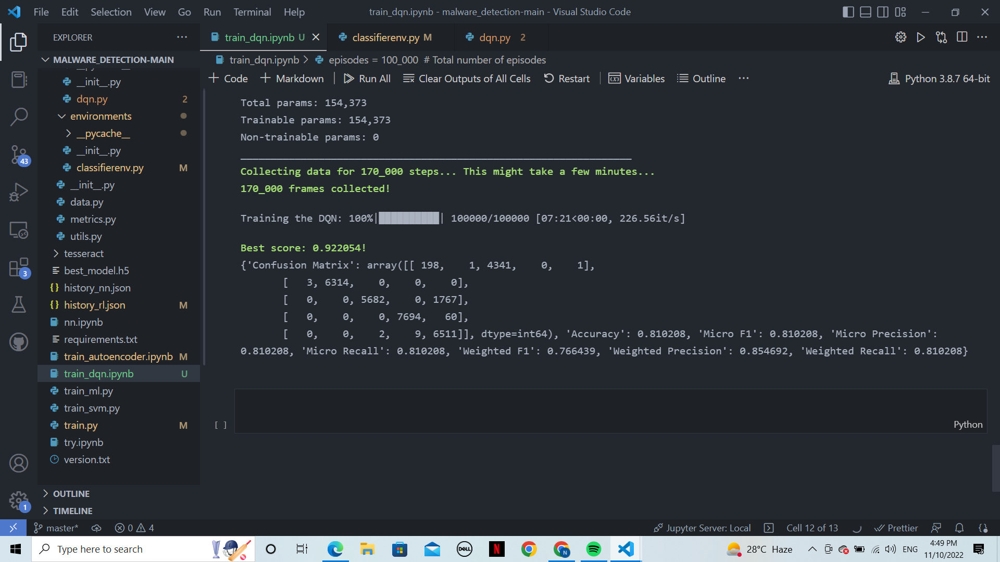 File Edit Selection View Go Run Terminal Help
train_dqn.ipynb - malware_detection-main - Visual Studio Code
EXPLORER
train_dqn.ipynb U
classifierenv.py M
dqn.py 2
MALWARE_DETECTION-MAIN
train_dqn.ipynb > episodes = 100_000 # Total number of episodes
+ Code + Markdown Run All Clear Outputs of All Cells Restart Variables Outline ...
Python 3.8.7 64-bit
__init__.py
dqn.py 2
environments
__pycache__
__init__.py
classifierenv.py M
__init__.py
data.py
metrics.py
utils.py
tesseract
best_model.h5
history_nn.json
history_rl.json M
nn.ipynb
requirements.txt
train_autoencoder.ipynb M
train_dqn.ipynb U
train_ml.py
train_svm.py
train.py M
try.ipynb
version.txt
OUTLINE
TIMELINE
43
3
1
Total params: 154,373
Trainable params: 154,373
Non-trainable params: 0
_________________________________________________________________
Collecting data for 170_000 steps... This might take a few minutes...
170_000 frames collected!
Training the DQN: 100%|██████████| 100000/100000 [07:21<00:00, 226.56it/s]
Best score: 0.922054!
{'Confusion Matrix': array([[ 198,    1, 4341,    0,    1],
[   3, 6314,    0,    0,    0],
[   0,    0, 5682,    0, 1767],
[   0,    0,    0, 7694,   60],
[   0,    0,    2,    9, 6511]], dtype=int64), 'Accuracy': 0.810208, 'Micro F1': 0.810208, 'Micro Precision':
0.810208, 'Micro Recall': 0.810208, 'Weighted F1': 0.766439, 'Weighted Precision': 0.854692, 'Weighted Recall': 0.810208}
[ ]
Python
master* 0 4
Jupyter Server: Local Cell 12 of 13 Prettier
Type here to search
DELL
N
N
28°C Haze
ENG
4:49 PM
11/10/2022